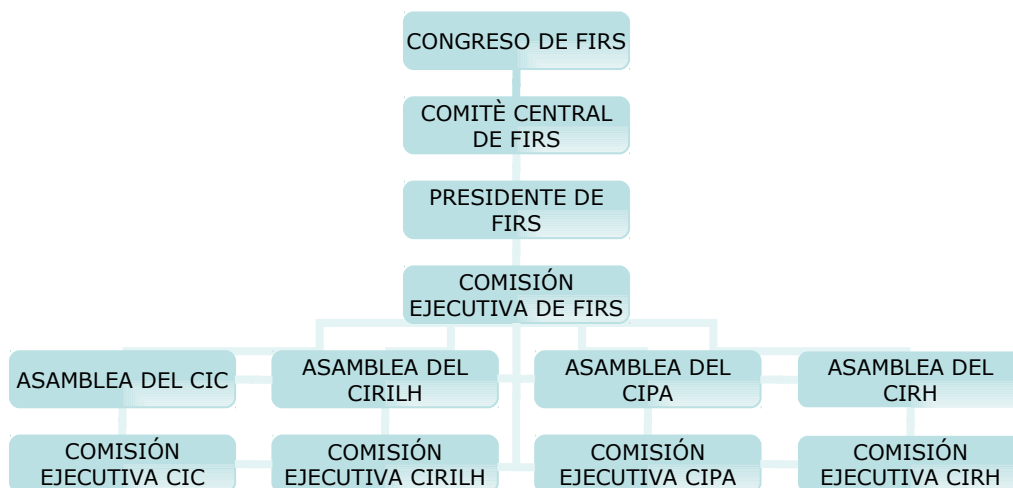 CONGRESO DE FIRS
COMITÈ CENTRAL
DE FIRS
PRESIDENTE DE
FIRS
COMISIÓN
EJECUTIVA DE FIRS
ASAMBLEA DEL CIC
ASAMBLEA DEL
CIRILH
ASAMBLEA DEL
CIPA
ASAMBLEA DEL
CIRH
COMISIÓN
EJECUTIVA CIC
COMISIÓN
EJECUTIVA CIRILH
COMISIÓN
EJECUTIVA CIPA
COMISIÓN
EJECUTIVA CIRH